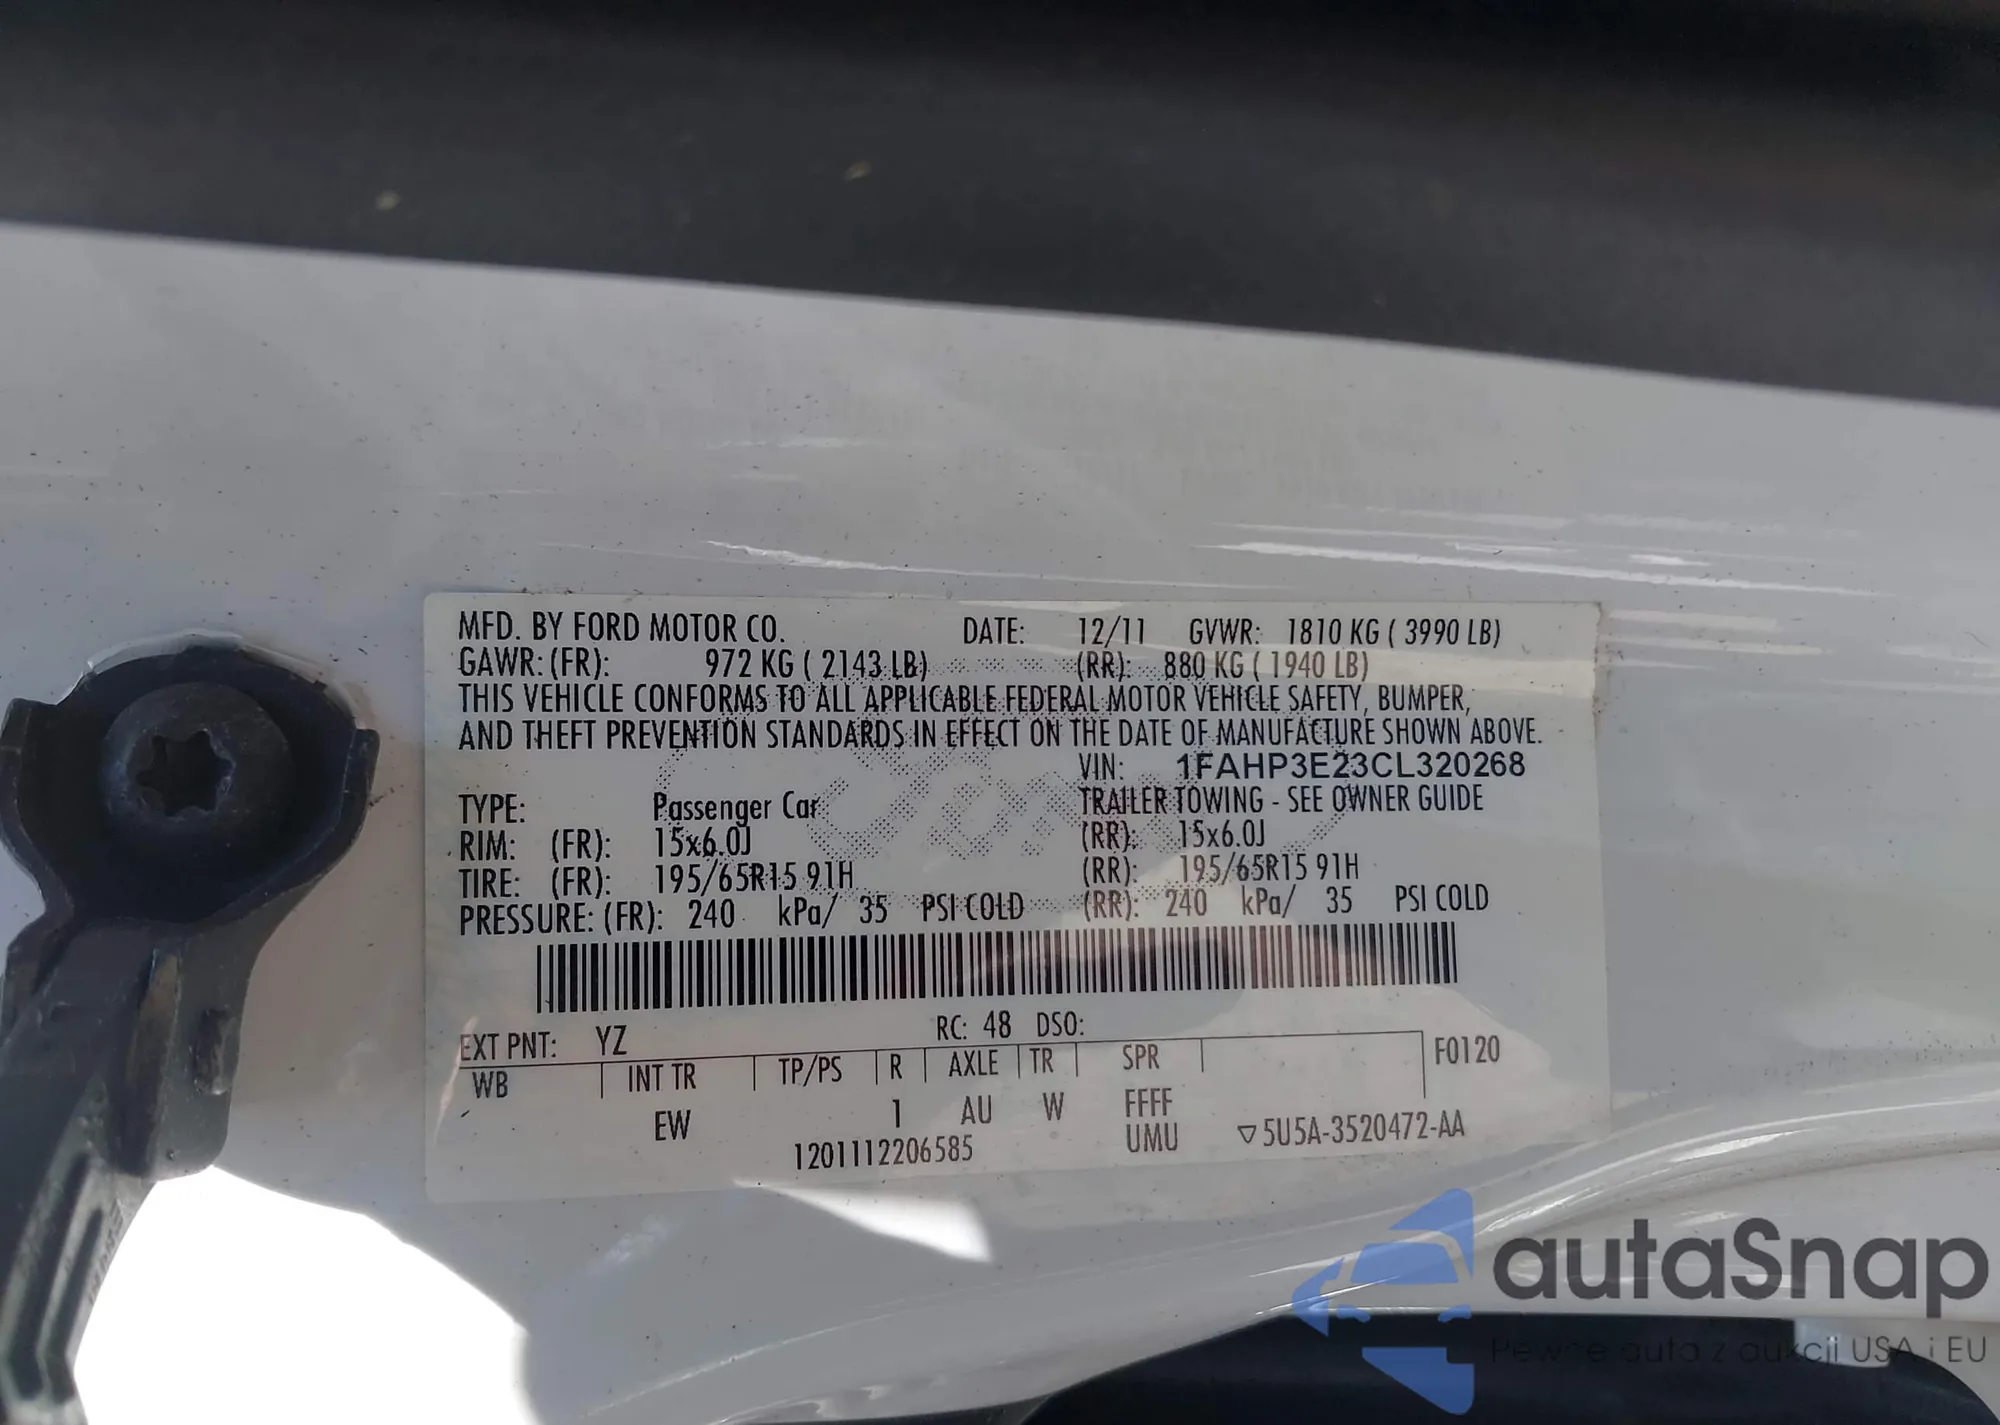 MFD. BY FORD MOTOR CO. DATE: 12/11 GVWR: 1810 KG ( 3990 LB)
GAWR: (FR): 972 KG ( 2143 LB) (RR): 880 KG ( 1940 LB)
THIS VEHICLE CONFORMS TO ALL APPLICABLE FEDERAL MOTOR VEHICLE SAFETY, BUMPER,
AND THEFT PREVENTION STANDARDS IN EFFECT ON THE DATE OF MANUFACTURE SHOWN ABOVE.
VIN: 1FAHP3E23CL320268
TYPE: Passenger Car TRAILER TOWING - SEE OWNER GUIDE
RIM: (FR): 15x6.0J (RR): 15x6.0J
TIRE: (FR): 195/65R15 91H (RR): 195/65R15 91H
PRESSURE: (FR): 240 kPa/ 35 PSI COLD (RR): 240 kPa/ 35 PSI COLD
EXT PNT: YZ RC: 48 DSO:
WB INT TR TP/PS R AXLE TR SPR F0120
EW 1 AU W FFFF
1201112206585 UMU ▽5U5A-3520472-AA
autaSnap
Pewne auta z aukcji USA i EU